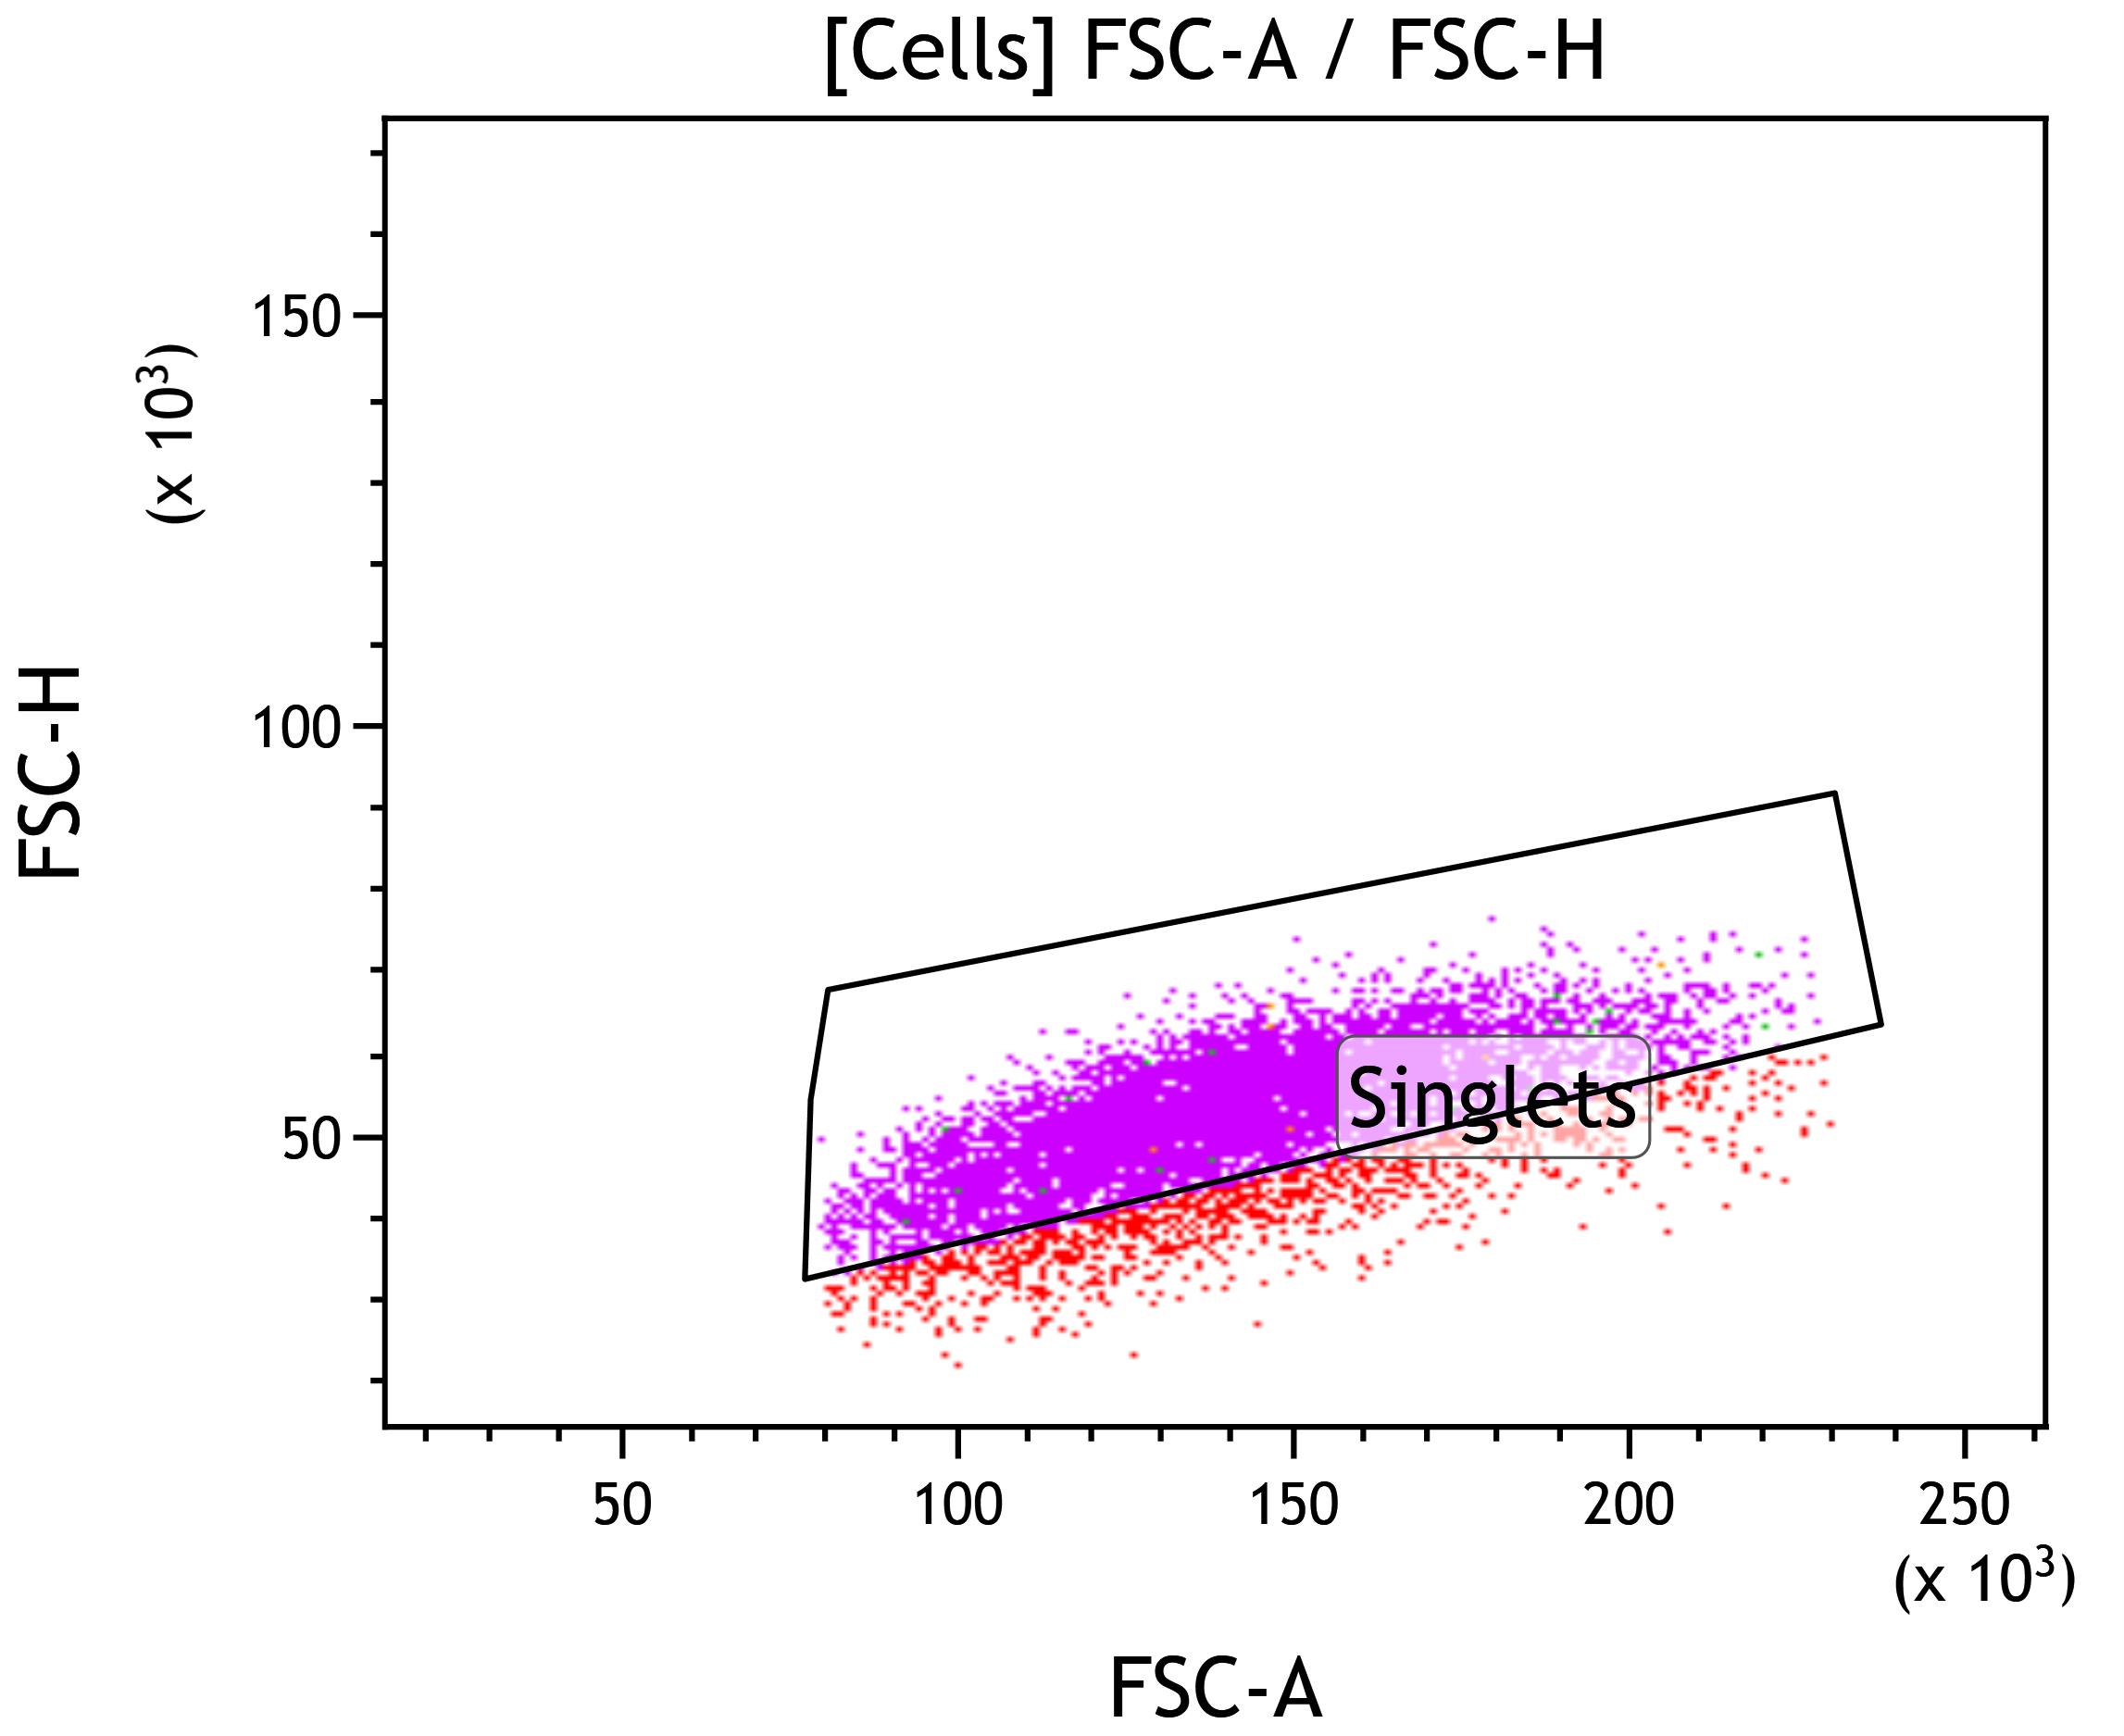 [Cells] FSC-A / FSC-H
FSC-H
(x 10³)
150
100
50
Singlets
50 100 150 200 250
(x 10³)
FSC-A